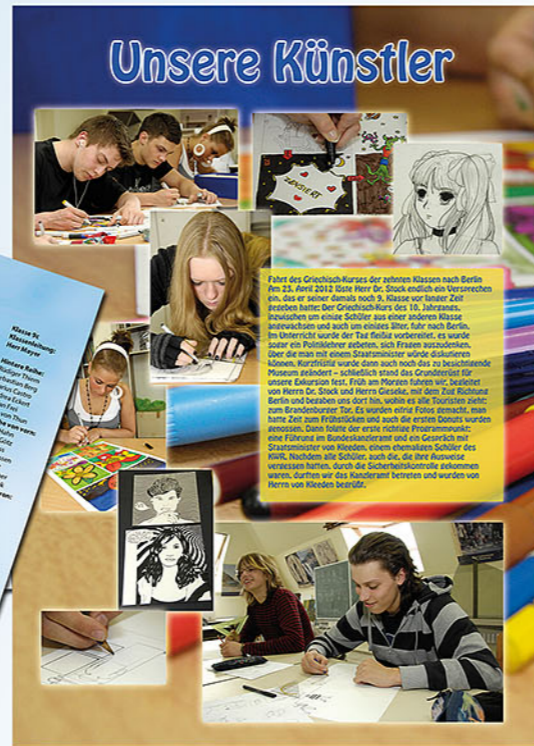 Unsere Künstler
ZENSIERT
Fahrt des Griechisch-Kurses der zehnten Klassen nach Berlin
Am 23. April 2012 löste Herr Dr. Stock endlich ein Versprechen
ein, das er seiner damals noch 9. Klasse vor langer Zeit
gegeben hatte: Der Griechisch-Kurs des 10. Jahrgangs,
inzwischen um einige Schüler aus einer anderen Klasse
angewachsen und auch um einiges älter, fuhr nach Berlin.
Im Unterricht wurde der Tag fleißig vorbereitet, es wurde
sogar ein Politiklehrer gebeten, sich Fragen auszudenken,
über die man mit einem Staatsminister würde diskutieren
können. Kurzfristig wurde dann auch noch das zu besichtigende
Museum geändert – schließlich stand das Grundgerüst für
unsere Exkursion fest. Früh am Morgen fuhren wir, begleitet
von Herrn Dr. Stock und Herrn Gieseke, mit dem Zug Richtung
Berlin und begaben uns dort hin, wohin es alle Touristen zieht:
zum Brandenburger Tor. Es wurden eifrig Fotos gemacht, man
hatte Zeit zum Frühstücken und auch die ersten Donuts wurden
genossen. Dann folgte der erste richtige Programmpunkt:
eine Führung im Bundeskanzleramt und ein Gespräch mit
Staatsminister von Kleeden, einem ehemaligen Schüler des
KWR. Nachdem alle Schüler, auch die, die ihre Ausweise
vergessen hatten, durch die Sicherheitskontrolle gekommen
waren, durften wir das Kanzleramt betreten und wurden von
Herrn von Kleeden begrüßt.
Klasse 9c
Klassenleitung:
Herr Mayer
Hintere Reihe: